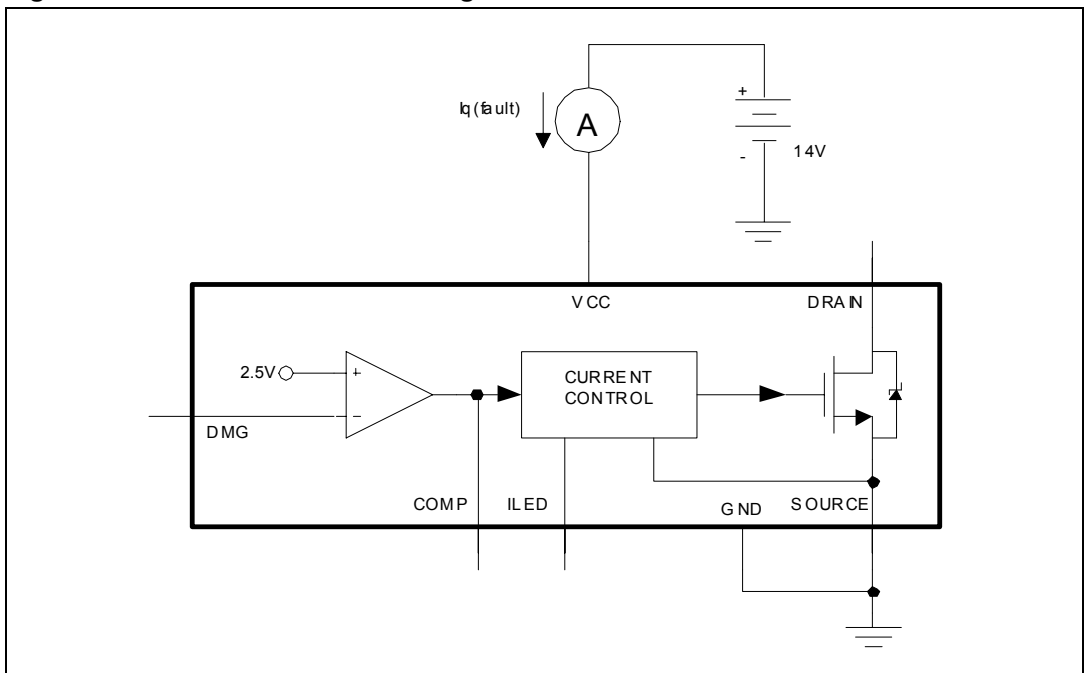 Iq(fault)
A
+
-
14V
VCC
DRAIN
2.5V
+
-
DMG
CURRENT
CONTROL
COMP
ILED
GND
SOURCE